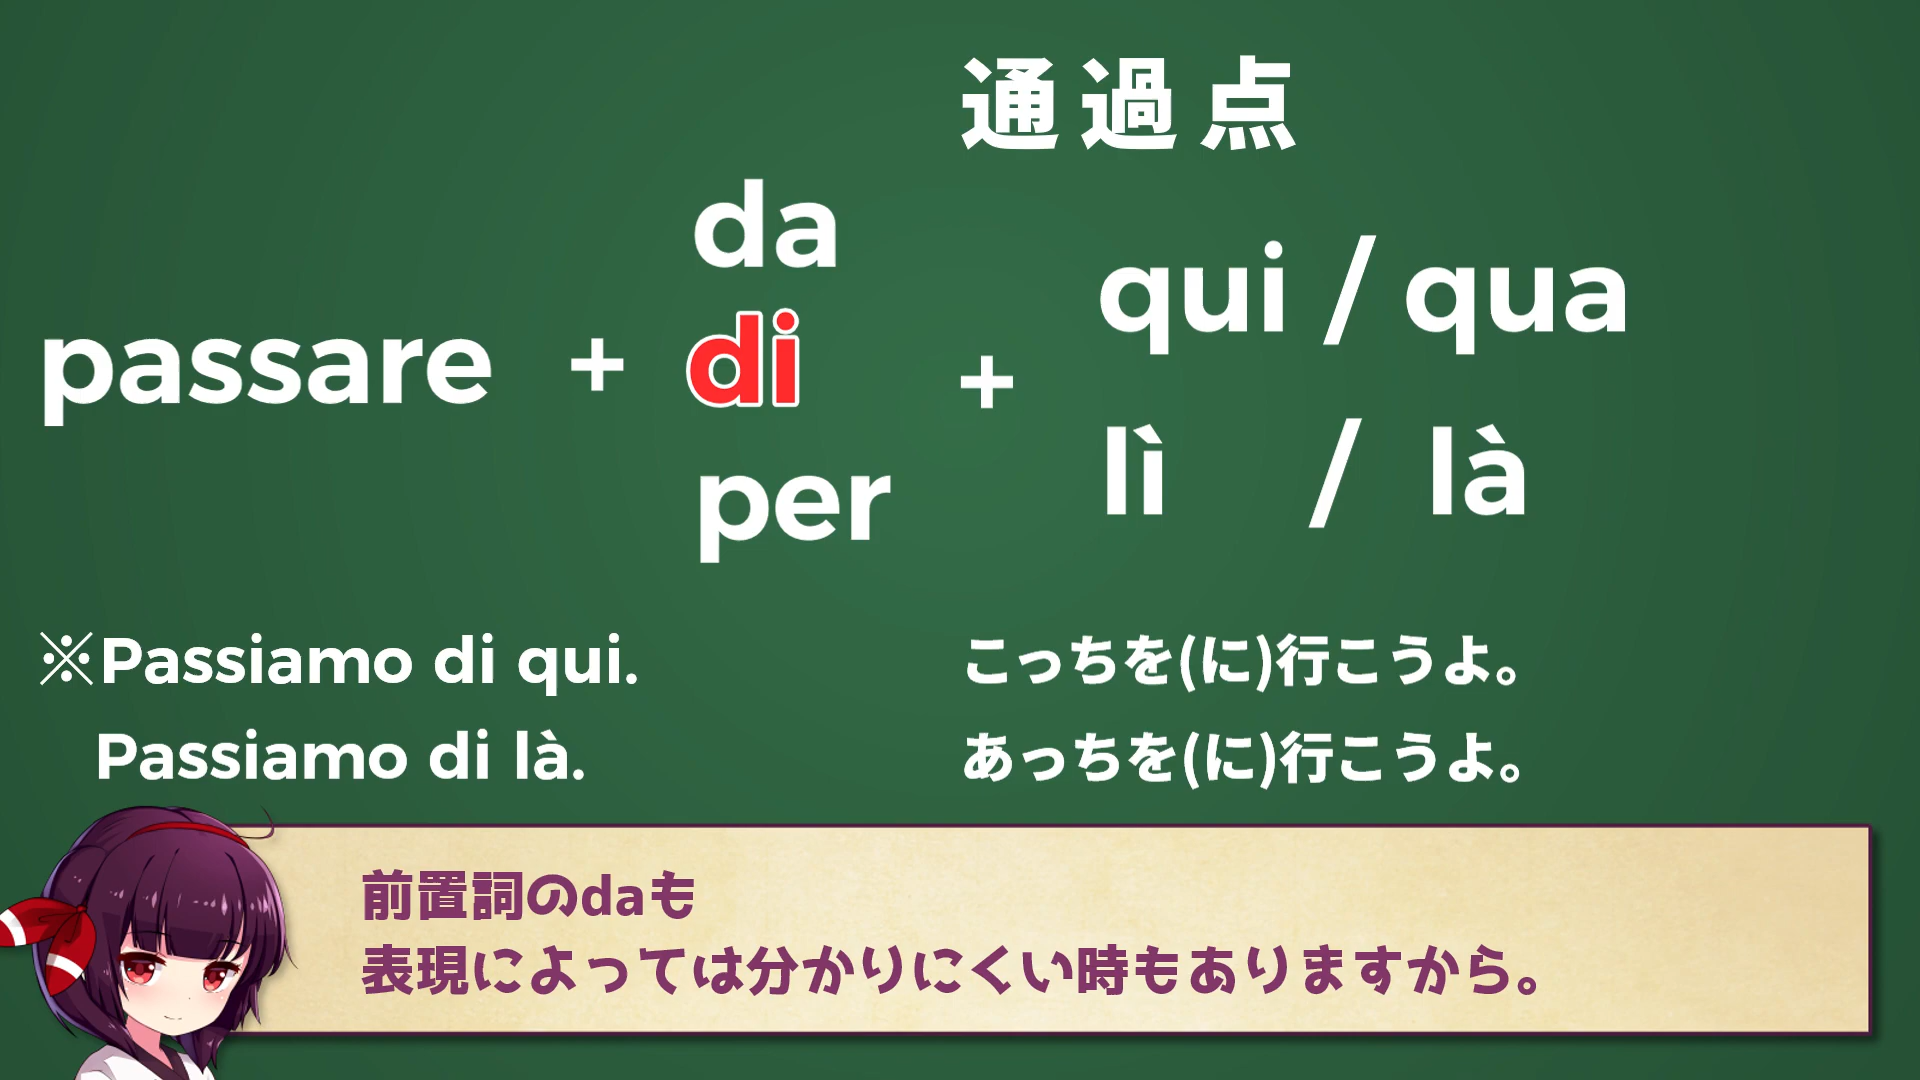 通過点
da
di
per
passare +
+
qui / qua
lì / là
※Passiamo di qui. こっちを(に)行こうよ。
Passiamo di là. あっちを(に)行こうよ。
前置詞のdaも
表現によっては分かりにくい時もありますから。